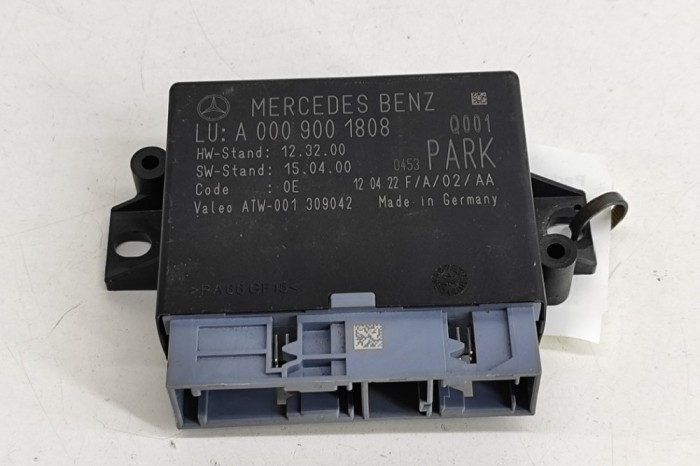 MERCEDES BENZ
LU: A 000 900 1808 Q001
HW-Stand: 12.32.00 0453 PARK
SW-Stand: 15.04.00
Code : 0E 12 04 22 F/A/02/AA
Valeo ATW-001 309042 Made in Germany